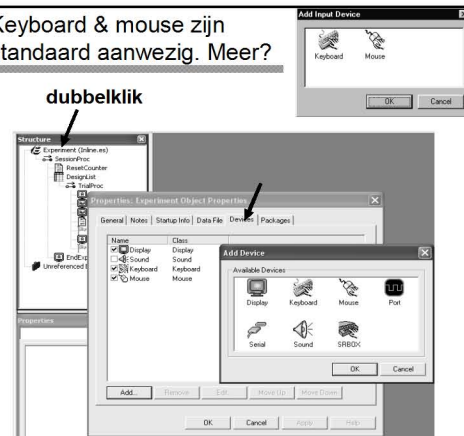 Keyboard & mouse zijn
standaard aanwezig. Meer?
Add Input Device
Keyboard Mouse
OK Cancel
dubbelklik
Structure
Experiment (Inline.es)
SessionProc
ResetCounter
DesignList
TrialProc
Unreferenced
Properties
Properties: Experiment Object Properties
General Notes Startup Info Data File Devices Packages
Name Class
Display Display
Sound Sound
Keyboard Keyboard
Mouse Mouse
Add... Remove Edit... Move Up Move Down
OK Cancel Apply Help
Add Device
Available Devices
Display Keyboard Mouse Port
Serial Sound SRBOX
OK Cancel